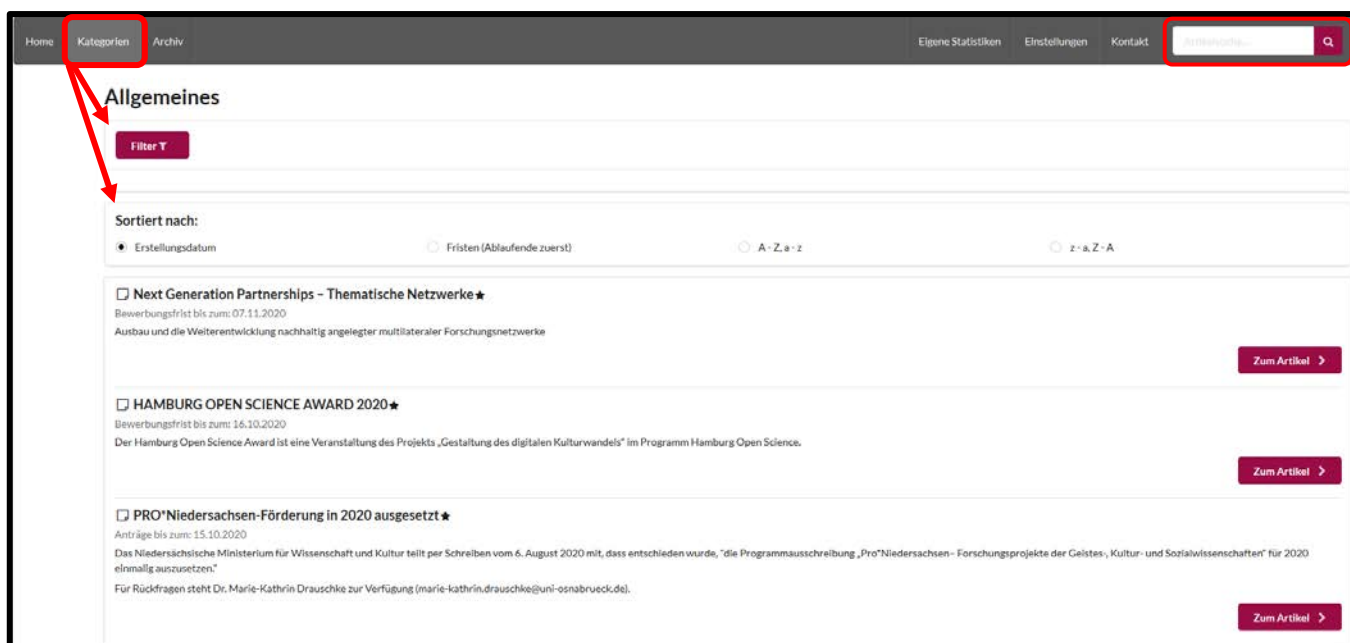 Home Kategorien Archiv Eigene Statistiken Einstellungen Kontakt
Allgemeines
Filter
Sortiert nach:
Erstellungsdatum Fristen (Ablaufende zuerst) A - Z, a - z z - a, Z - A
Next Generation Partnerships – Thematische Netzwerke★
Bewerbungsfrist bis zum: 07.11.2020
Ausbau und die Weiterentwicklung nachhaltig angelegter multilateraler Forschungsnetzwerke
Zum Artikel
HAMBURG OPEN SCIENCE AWARD 2020★
Bewerbungsfrist bis zum: 16.10.2020
Der Hamburg Open Science Award ist eine Veranstaltung des Projekts „Gestaltung des digitalen Kulturwandels“ im Programm Hamburg Open Science.
Zum Artikel
PRO*Niedersachsen-Förderung in 2020 ausgesetzt★
Anträge bis zum: 15.10.2020
Das Niedersächsische Ministerium für Wissenschaft und Kultur teilt per Schreiben vom 6. August 2020 mit, dass entschieden wurde, "die Programmausschreibung „Pro*Niedersachsen– Forschungsprojekte der Geistes-, Kultur- und Sozialwissenschaften“ für 2020
einmalig auszusetzen."
Für Rückfragen steht Dr. Marie-Kathrin Drauschke zur Verfügung (marie-kathrin.drauschke@uni-osnabrueck.de).
Zum Artikel